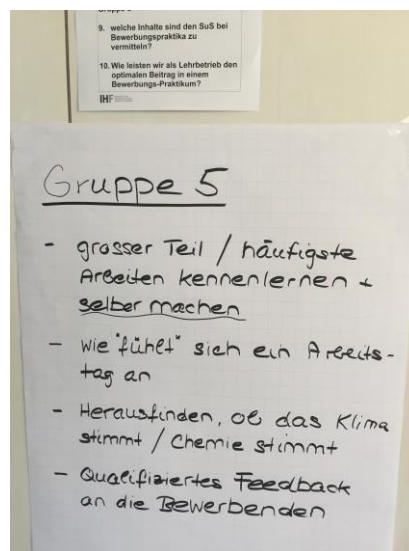 Gruppe 5
9. welche Inhalte sind den SuS bei
Bewerbungspraktika zu
vermitteln?
10. Wie leisten wir als Lehrbetrieb den
optimalen Beitrag in einem
Bewerbungs-Praktikum?
IHF
Gruppe 5
- grosser Teil / häufigste
Arbeiten kennenlernen +
selber machen
- wie "fühlt" sich ein Arbeits-
tag an
- Herausfinden, ob das Klima
stimmt / Chemie stimmt
- Qualifiziertes Feedback
an die Bewerbenden